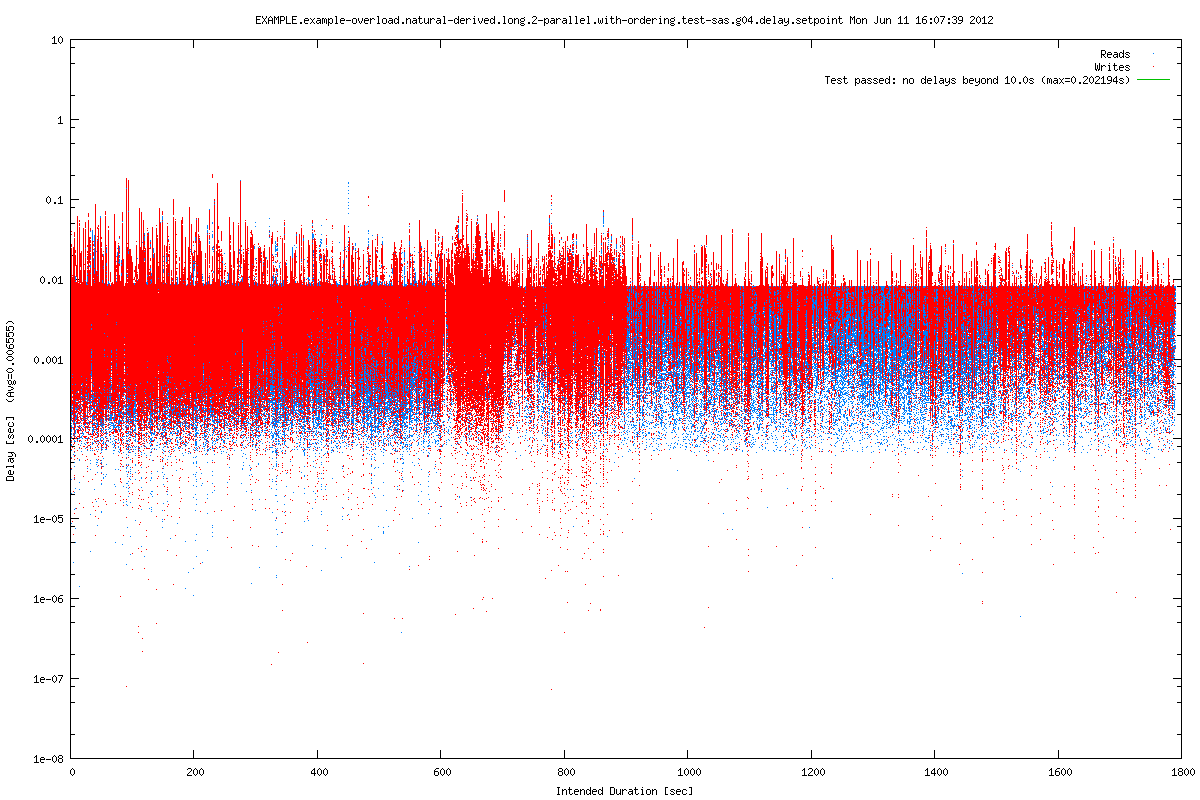 EXAMPLE.example-overload.natural-derived.long.2-parallel.with-ordering.test-sas.g04.delay.setpoint Mon Jun 11 16:07:39 2012
Reads
Writes
Test passed: no delays beyond 10.0s (max=0.202194s)
10
1
0.1
0.01
0.001
0.0001
1e-05
1e-06
1e-07
1e-08
Delay [sec] (Avg=0.006555)
0 200 400 600 800 1000 1200 1400 1600 1800
Intended Duration [sec]